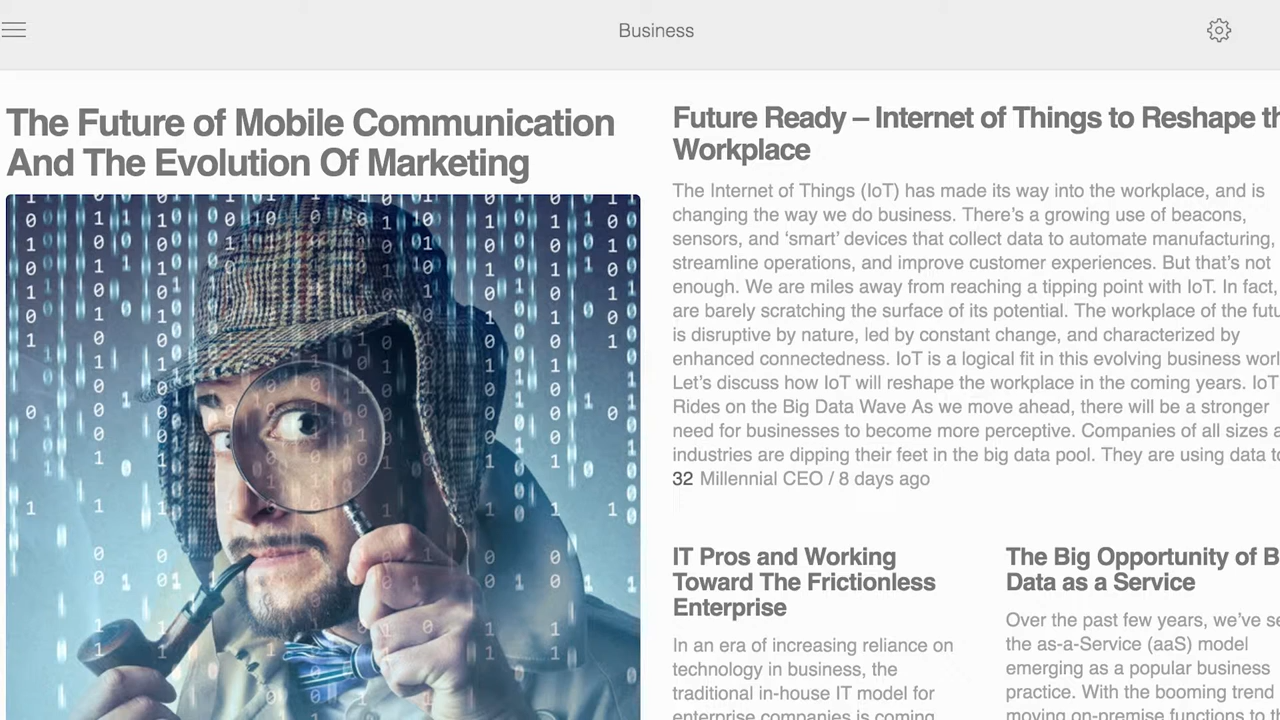 Business
The Future of Mobile Communication
And The Evolution Of Marketing
Future Ready – Internet of Things to Reshape
Workplace
The Internet of Things (IoT) has made its way into the workplace, and is
changing the way we do business. There’s a growing use of beacons,
sensors, and ‘smart’ devices that collect data to automate manufacturing,
streamline operations, and improve customer experiences. But that’s not
enough. We are miles away from reaching a tipping point with IoT. In fact,
are barely scratching the surface of its potential. The workplace of the
is disruptive by nature, led by constant change, and characterized by
enhanced connectedness. IoT is a logical fit in this evolving business
Let’s discuss how IoT will reshape the workplace in the coming years. IoT
Rides on the Big Data Wave As we move ahead, there will be a stronger
need for businesses to become more perceptive. Companies of all sizes
industries are dipping their feet in the big data pool. They are using data
32 Millennial CEO / 8 days ago
IT Pros and Working
Toward The Frictionless
Enterprise
In an era of increasing reliance on
technology in business, the
traditional in-house IT model for
enterprise companies is coming
The Big Opportunity of
Data as a Service
Over the past few years, we’ve
the as-a-Service (aaS) model
emerging as a popular business
practice. With the booming trend
moving on-premise functions to